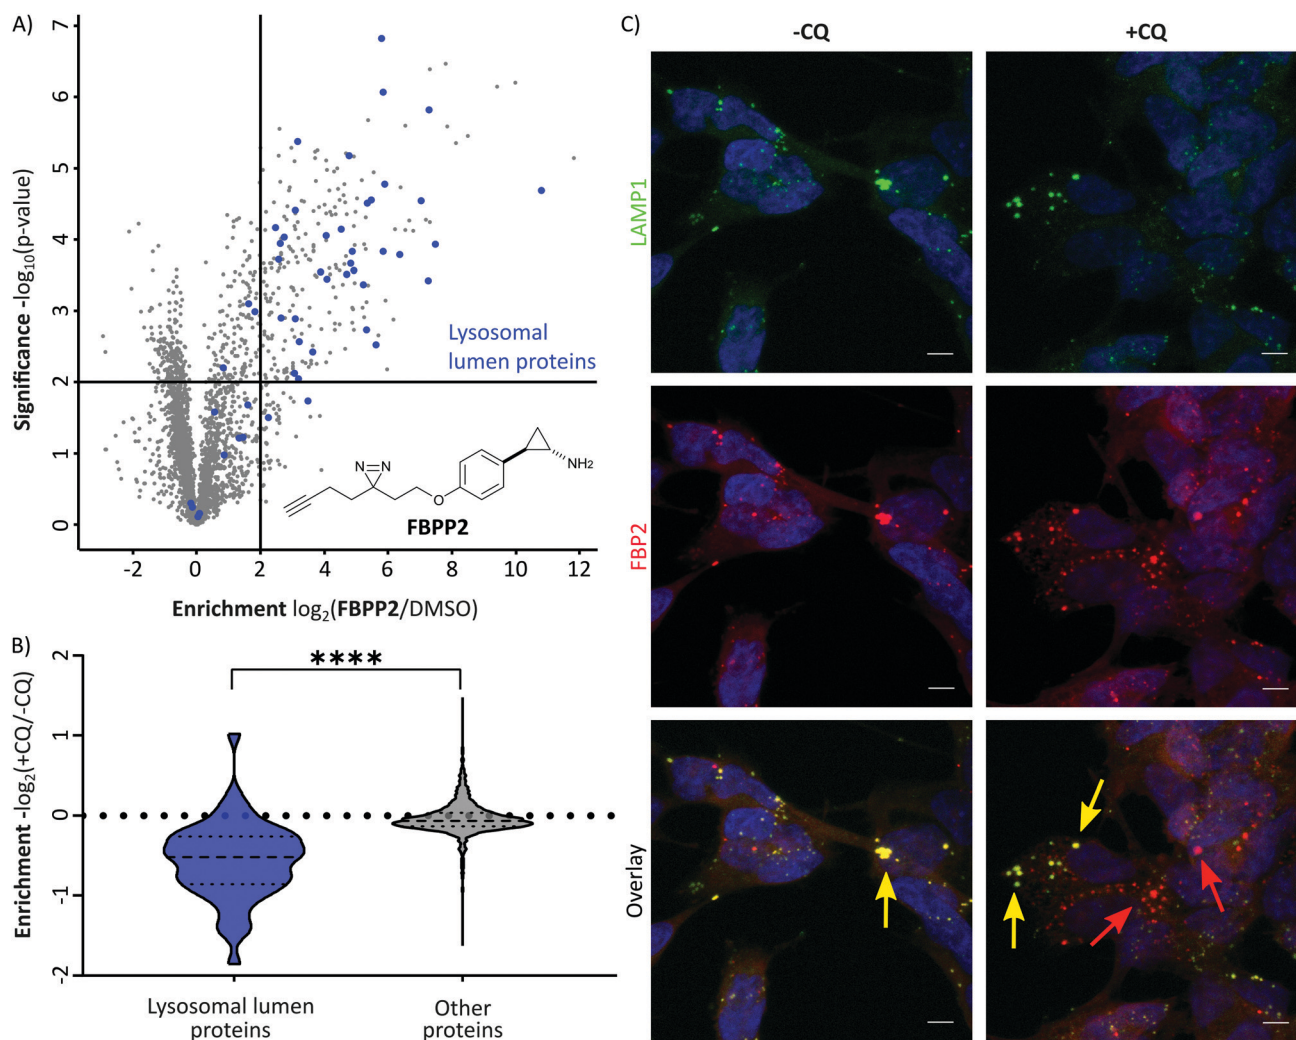 A)
7
6
5
4
3
2
1
0
Significance -log10(p-value)
Lysosomal
lumen proteins
N=N
O
NH2
FBPP2
-2
0
2
4
6
8
10
12
Enrichment log2(FBPP2/DMSO)
B)
2
1
0
-1
-2
Enrichment -log2(+CQ/-CQ)
****
Lysosomal lumen
proteins
Other
proteins
C)
-CQ
+CQ
LAMP1
FBP2
Overlay